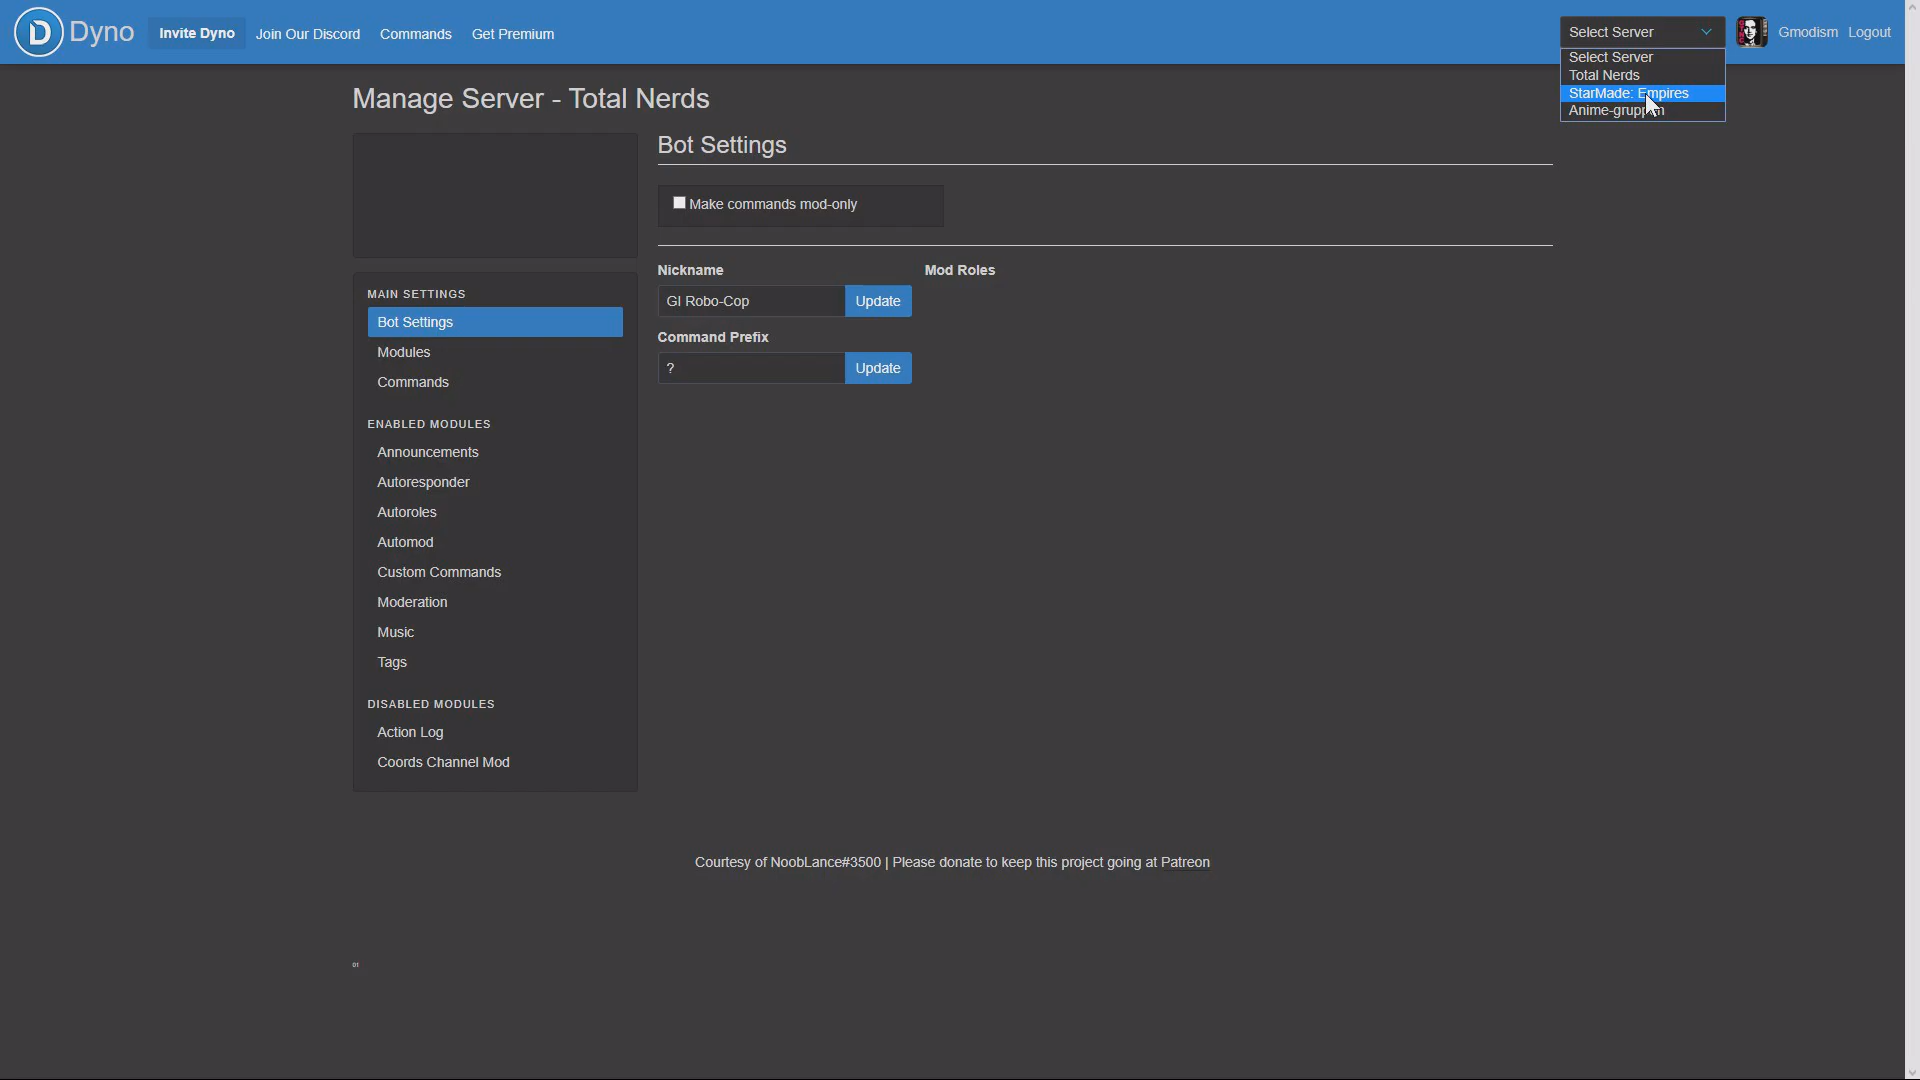 Dyno Invite Dyno Join Our Discord Commands Get Premium Select Server Gmodism Logout
Select Server
Total Nerds
StarMade: Empires
Manage Server - Total Nerds
Bot Settings
Make commands mod-only
MAIN SETTINGS
Bot Settings
Modules
Commands
ENABLED MODULES
Announcements
Autoresponder
Autoroles
Automod
Custom Commands
Moderation
Music
Tags
DISABLED MODULES
Action Log
Coords Channel Mod
Nickname
GI Robo-Cop Update
Command Prefix
? Update
Mod Roles
Courtesy of NoobLance#3500 | Please donate to keep this project going at Patreon